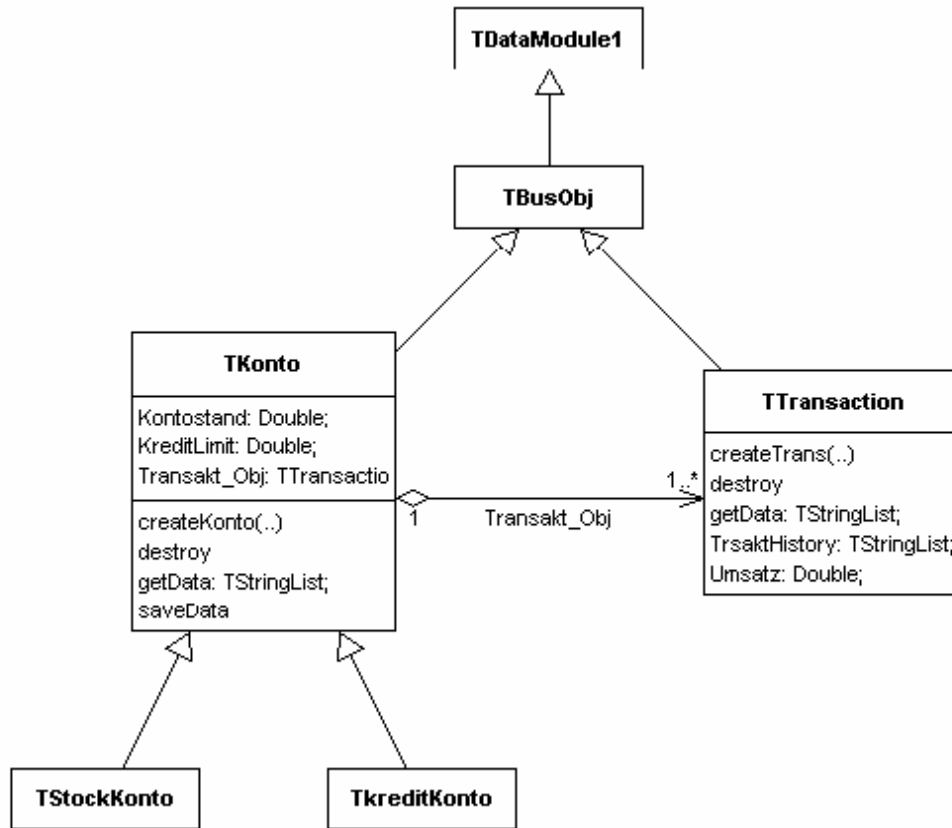 TDataModule1
TBusObj
TKonto
Kontostand: Double;
KreditLimit: Double;
Transakt_Obj: TTransactio
createKonto(..)
destroy
getData: TStringList;
saveData
1
Transakt_Obj
1..*
TTransaction
createTrans(..)
destroy
getData: TStringList;
TrsaktHistory: TStringList;
Umsatz: Double;
TStockKonto
TkreditKonto